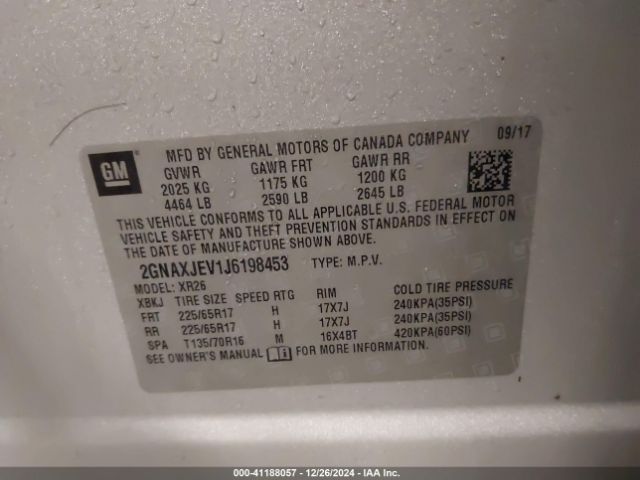 GM
MFD BY GENERAL MOTORS OF CANADA COMPANY 09/17
GVWR GAWR FRT GAWR RR
2025 KG 1175 KG 1200 KG
4464 LB 2590 LB 2645 LB
THIS VEHICLE CONFORMS TO ALL APPLICABLE U.S. FEDERAL MOTOR
VEHICLE SAFETY AND THEFT PREVENTION STANDARDS IN EFFECT ON
THE DATE OF MANUFACTURE SHOWN ABOVE.
2GNAXJEV1J6198453 TYPE: M.P.V.
MODEL: XR26
XBKJ TIRE SIZE SPEED RTG RIM COLD TIRE PRESSURE
FRT 225/65R17 H 17X7J 240KPA(35PSI)
RR 225/65R17 H 17X7J 240KPA(35PSI)
SPA T135/70R16 M 16X4BT 420KPA(60PSI)
SEE OWNER'S MANUAL FOR MORE INFORMATION.
000-41188057 - 12/26/2024 - IAA Inc.